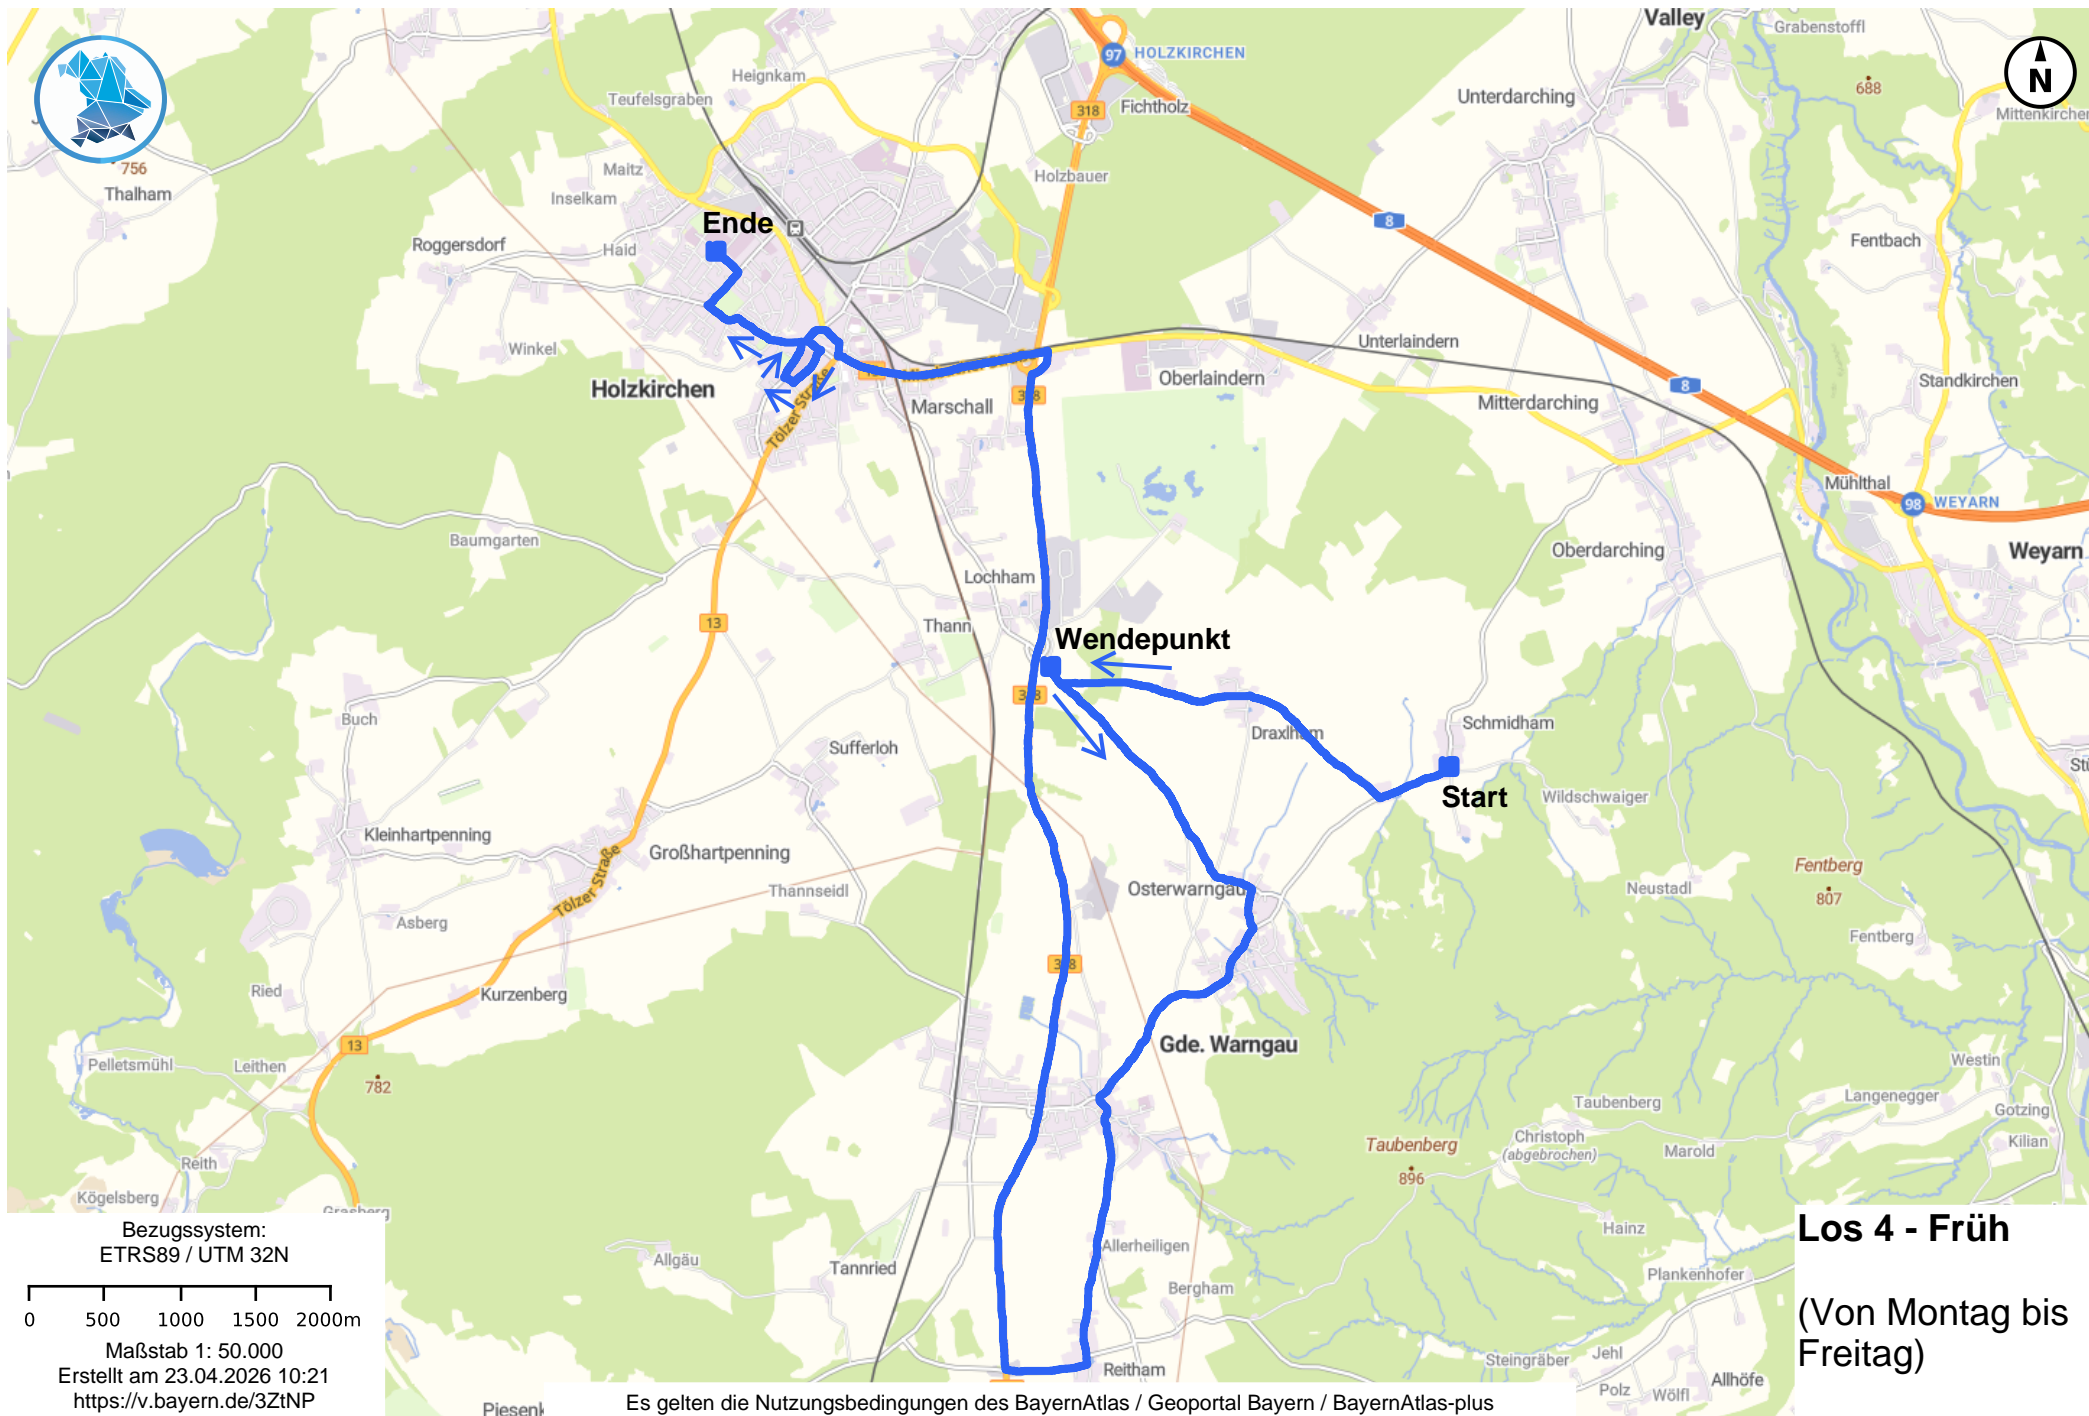 Valley
Grabenstoffl
97
HOLZKIRCHEN
Heignkam
Teufelsgraben
318
Fichtholz
Unterdarching
688
N
Mittenkirchen
756
Thalham
Maitz
Inselkam
Holzbauer
Ende
8
Roggersdorf
Haid
Fentbach
Winkel
Unterlaindern
Oberlaindern
8
Standkirchen
Holzkirchen
Marschall
Tölzer Straße
Mitterdarching
Mühlthal
98
WEYARN
Baumgarten
Oberdarching
Weyarn
Lochham
13
Thann
Wendepunkt
Buch
Sufferloh
Draxlham
Schmidham
Start
Wildschwaiger
Kleinhartpenning
Großhartpenning
Tölzer Straße
Thannseidl
Osterwarngau
Neustadl
Fentberg
807
Asberg
Fentberg
Ried
Kurzenberg
13
Gde. Warngau
Pelletsmühl
Leithen
782
Westin
Langenegger
Gotzing
Taubenberg
Kilian
Taubenberg
896
Christoph
(abgebrochen)
Marold
Reith
Kögelsberg
Grasberg
Hainz
Allgäu
Tannried
Allerheiligen
Bergham
Plankenhofer
Reitham
Steingräber
Jehl
Polz
Wölfl
Allhöfe
Bezugssystem:
ETRS89 / UTM 32N
0 500 1000 1500 2000m
Maßstab 1: 50.000
Erstellt am 23.04.2026 10:21
https://v.bayern.de/3ZtNP
Es gelten die Nutzungsbedingungen des BayernAtlas / Geoportal Bayern / BayernAtlas-plus
Los 4 - Früh
(Von Montag bis
Freitag)